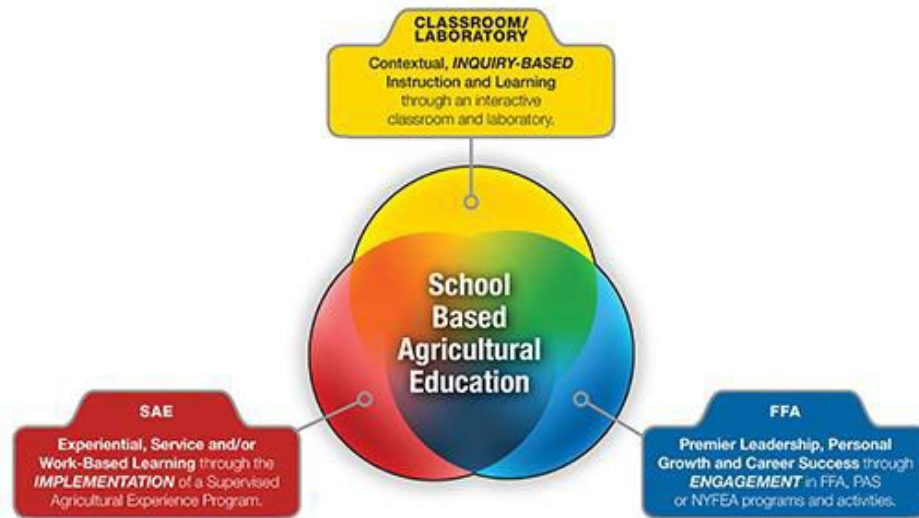 CLASSROOM/
LABORATORY
Contextual, INQUIRY-BASED
Instruction and Learning
through an interactive
classroom and laboratory.
School
Based
Agricultural
Education
SAE
Experiential, Service and/or
Work-Based Learning through the
IMPLEMENTATION of a Supervised
Agricultural Experience Program.
FFA
Premier Leadership, Personal
Growth and Career Success through
ENGAGEMENT in FFA, PAS
or NYFEA programs and activities.